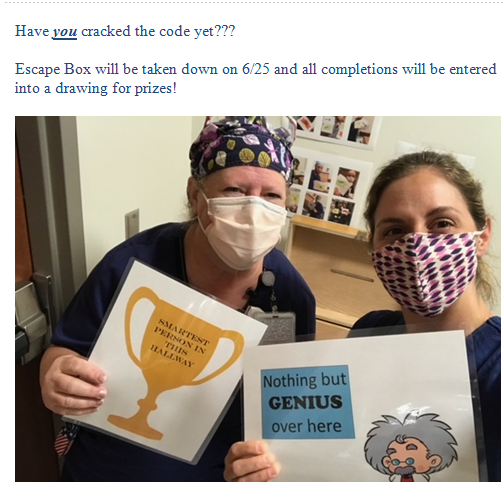 Have you cracked the code yet???
Escape Box will be taken down on 6/25 and all completions will be entered
into a drawing for prizes!
SMARTEST
PERSON IN
THIS
HALLWAY
Nothing but
GENIUS
over here